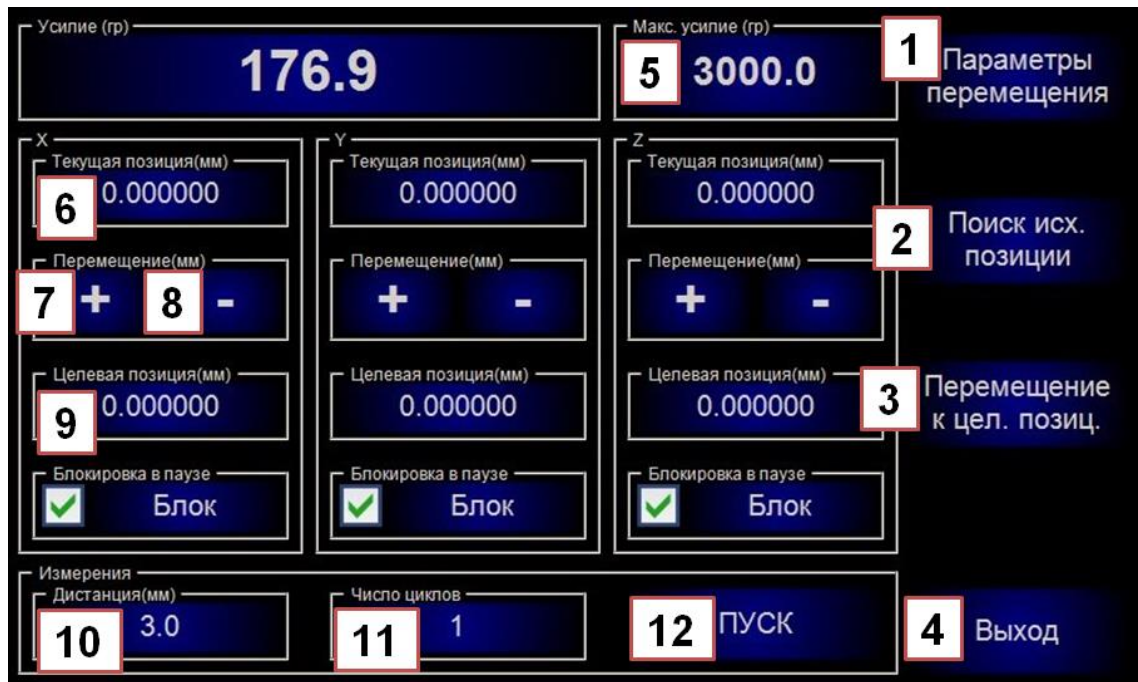 Усилие (гр)
176.9
Макс. усилие (гр)
5
3000.0
1
Параметры
перемещения
X
Текущая позиция(мм)
6
0.000000
Перемещение(мм)
7
+
8
-
Целевая позиция(мм)
9
0.000000
Блокировка в паузе
Блок
Y
Текущая позиция(мм)
0.000000
Перемещение(мм)
+
-
Целевая позиция(мм)
0.000000
Блокировка в паузе
Блок
Z
Текущая позиция(мм)
0.000000
Перемещение(мм)
+
-
Целевая позиция(мм)
0.000000
Блокировка в паузе
Блок
2
Поиск исх.
позиции
3
Перемещение
к цел. позиц.
Измерения
Дистанция(мм)
10
3.0
Число циклов
11
1
12
ПУСК
4
Выход